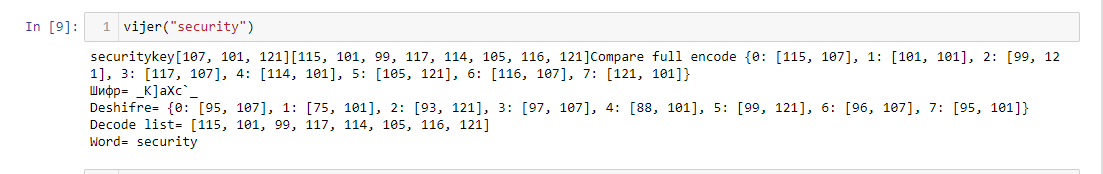 In [9]: 1 vijer("security")
securitykey[107, 101, 121][115, 101, 99, 117, 114, 105, 116, 121]Compare full encode {0: [115, 107], 1: [101, 101], 2: [99, 12
1], 3: [117, 107], 4: [114, 101], 5: [105, 121], 6: [116, 107], 7: [121, 101]}
Шифр= _K]aXc`_
Deshifre= {0: [95, 107], 1: [75, 101], 2: [93, 121], 3: [97, 107], 4: [88, 101], 5: [99, 121], 6: [96, 107], 7: [95, 101]}
Decode list= [115, 101, 99, 117, 114, 105, 116, 121]
Word= security